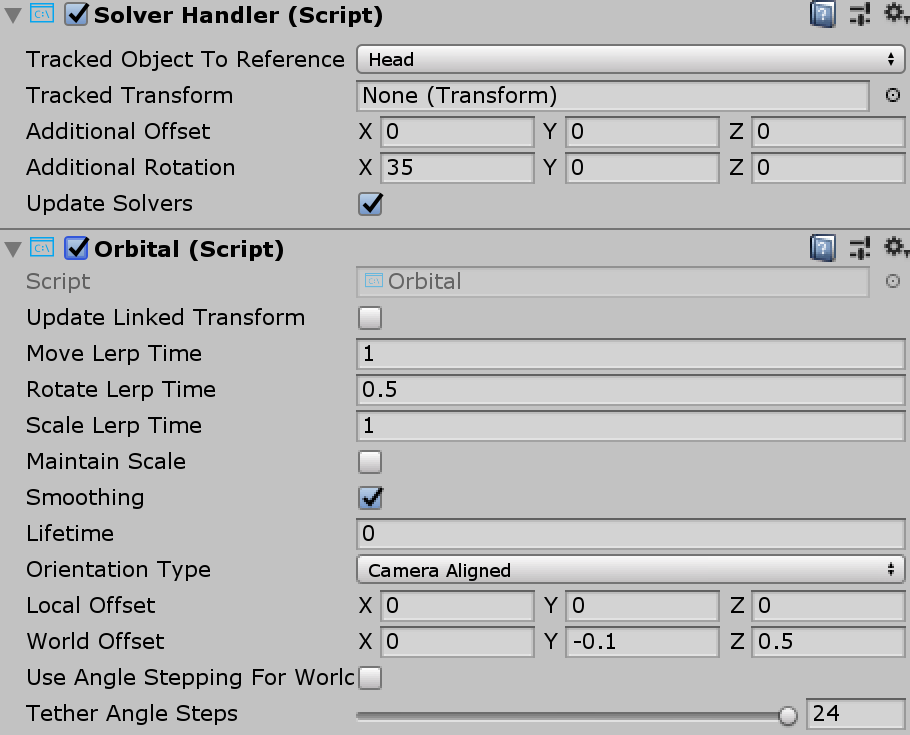 Solver Handler (Script)
Tracked Object To Reference Head
Tracked Transform None (Transform)
Additional Offset X 0 Y 0 Z 0
Additional Rotation X 35 Y 0 Z 0
Update Solvers
Orbital (Script)
Script Orbital
Update Linked Transform
Move Lerp Time 1
Rotate Lerp Time 0.5
Scale Lerp Time 1
Maintain Scale
Smoothing
Lifetime 0
Orientation Type Camera Aligned
Local Offset X 0 Y 0 Z 0
World Offset X 0 Y -0.1 Z 0.5
Use Angle Stepping For World
Tether Angle Steps 24